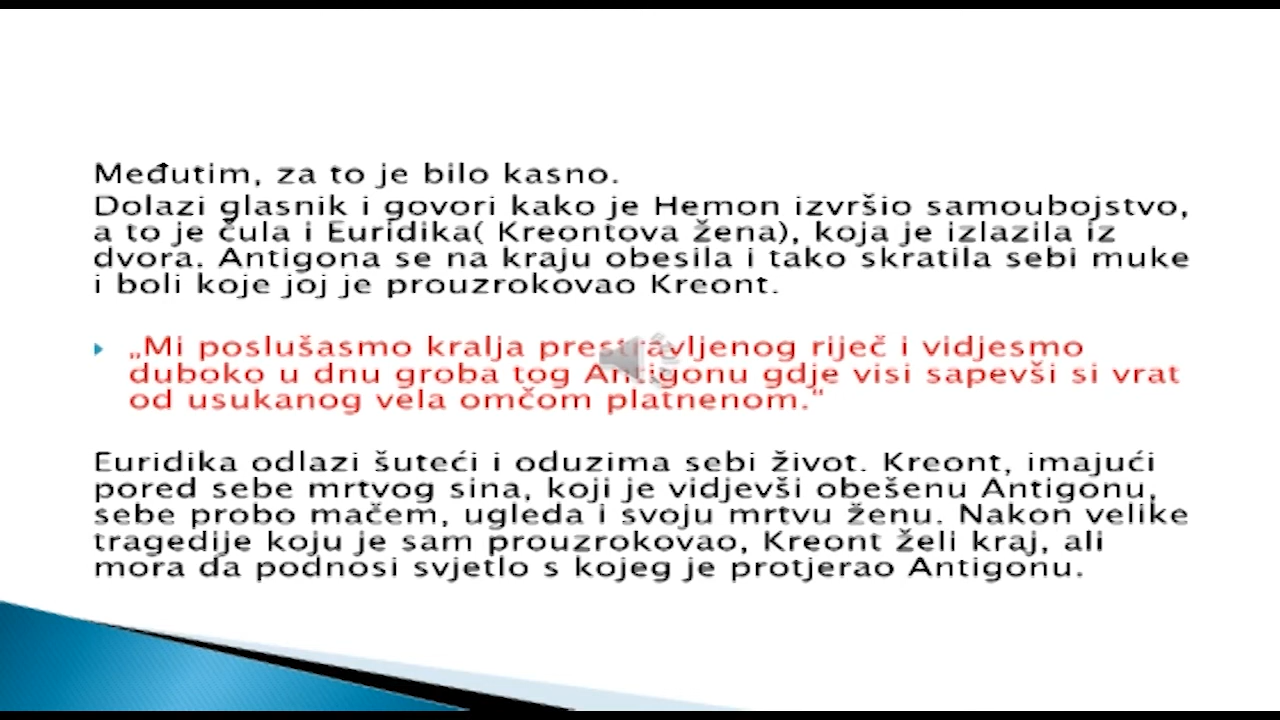 Međutim, za to je bilo kasno.
Dolazi glasnik i govori kako je Hemon izvršio samoubojstvo,
a to je čula i Euridika( Kreontova žena), koja je izlazila iz
dvora. Antigona se na kraju obesila i tako skratila sebi muke
i boli koje joj je prouzrokovao Kreont.
„Mi poslušasmo kralja prestravljenog riječ i vidjesmo
duboko u dnu groba tog Antigonu gdje visi sapevši si vrat
od usukanog vela omčom platnenom.“
Euridika odlazi šuteći i oduzima sebi život. Kreont, imajući
pored sebe mrtvog sina, koji je vidjevši obešenu Antigonu,
sebe probo mačem, ugleda i svoju mrtvu ženu. Nakon velike
tragedije koju je sam prouzrokovao, Kreont želi kraj, ali
mora da podnosi svjetlo s kojeg je protjerao Antigonu.